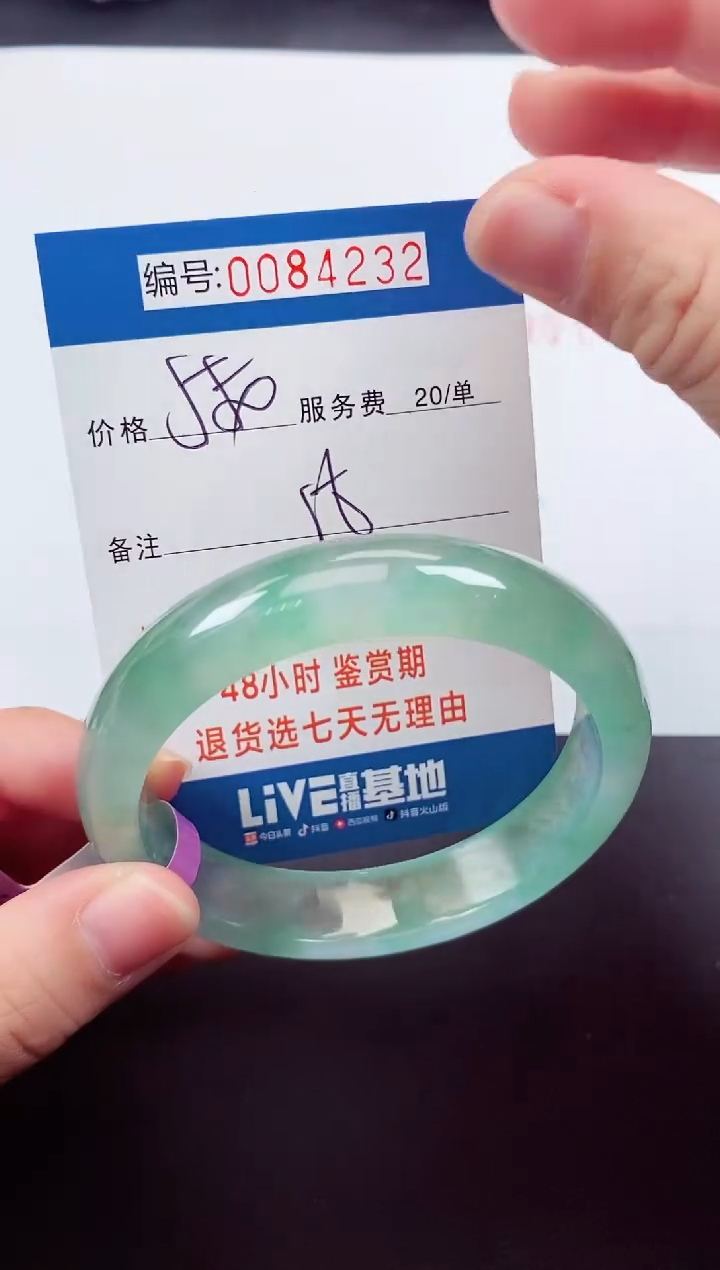 编号:0084232
价格 服务费 20/单
备注
48小时 鉴赏期
退货选七天无理由
LiVE直播基地
今日头条 抖音 西瓜视频 抖音火山版